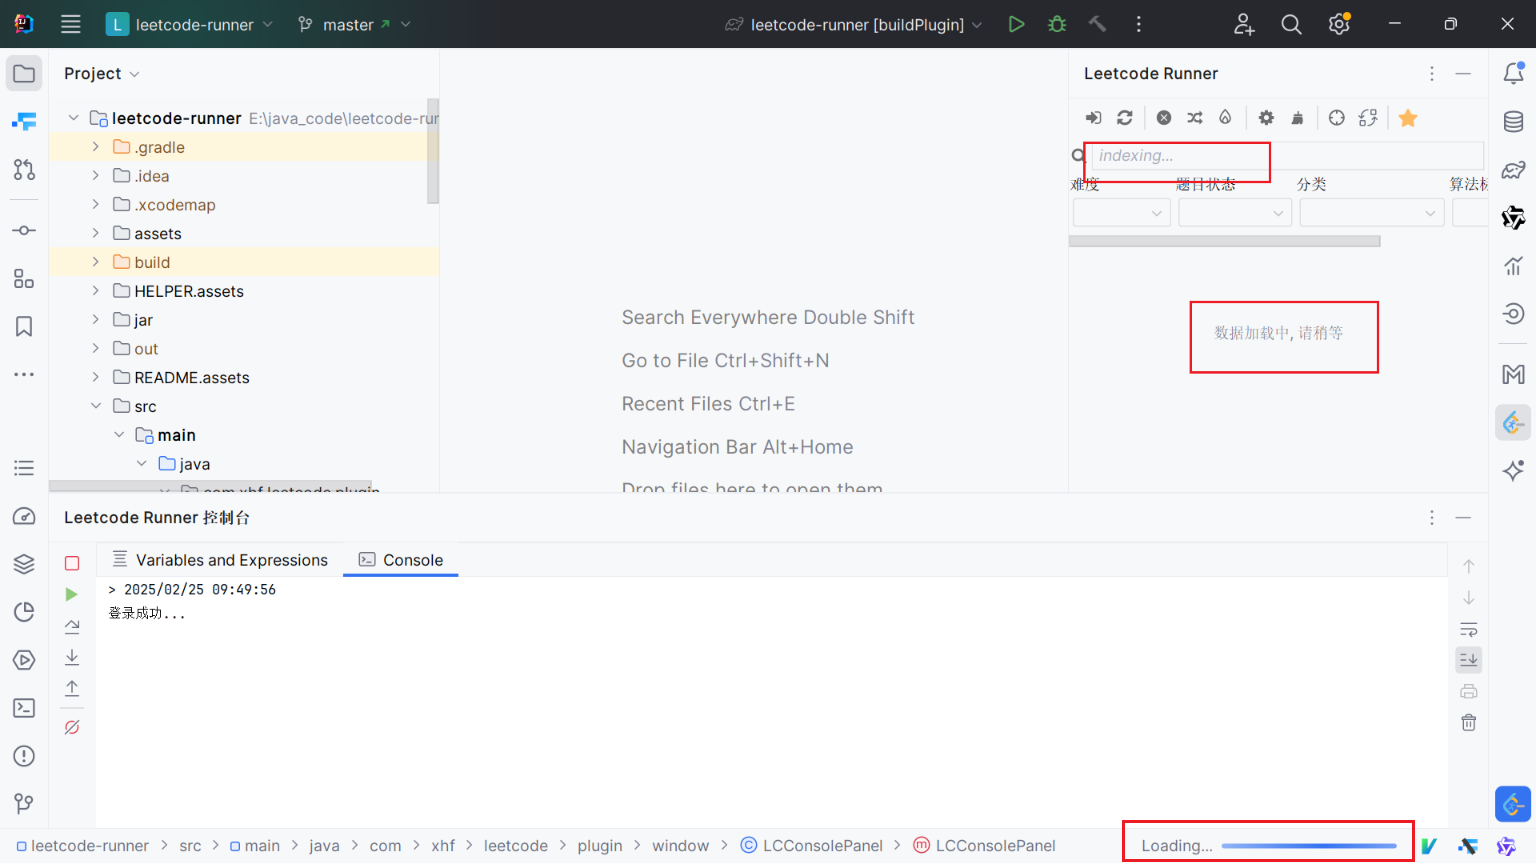 L leetcode-runner master leetcode-runner [buildPlugin]
Project
leetcode-runner E:\java_code\leetcode-rur
.gradle
.idea
.xcodemap
assets
build
HELPER.assets
jar
out
README.assets
src
main
java
com.xhf.leetcode.plugin
Search Everywhere Double Shift
Go to File Ctrl+Shift+N
Recent Files Ctrl+E
Navigation Bar Alt+Home
Drop files here to open them
Leetcode Runner
indexing...
难度 题目状态 分类 算法标
数据加载中, 请稍等
Leetcode Runner 控制台
Variables and Expressions Console
> 2025/02/25 09:49:56
登录成功...
leetcode-runner > src > main > java > com > xhf > leetcode > plugin > window > LCConsolePanel > LCConsolePanel
Loading...